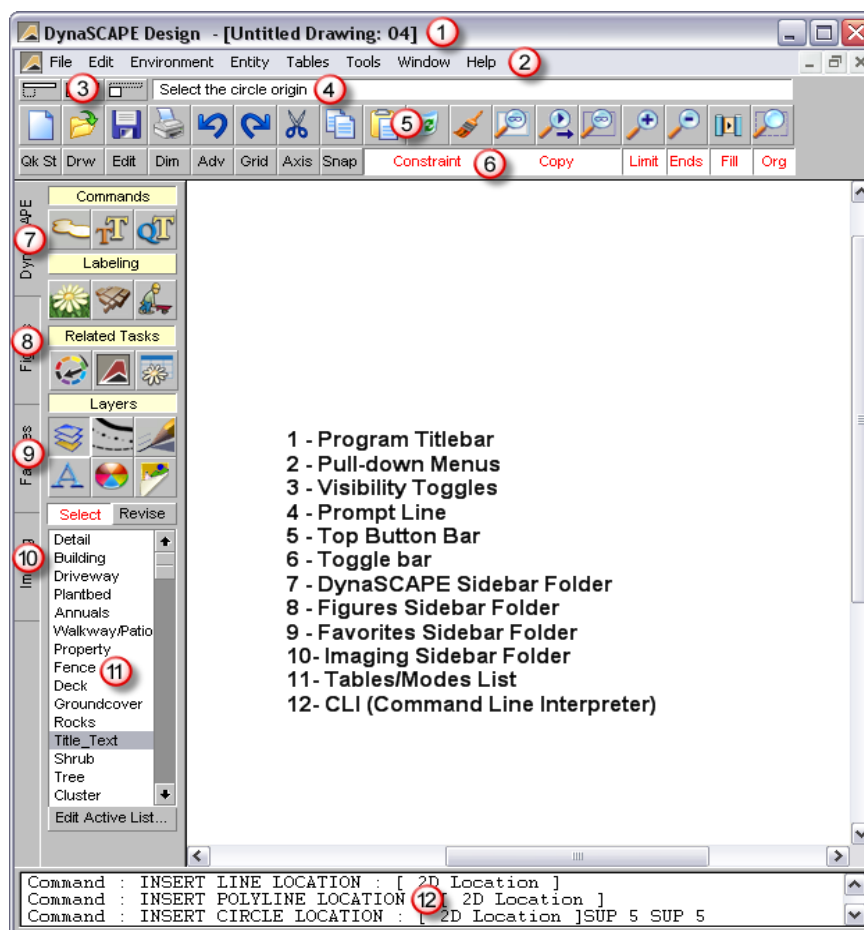 DynaSCAPE Design - [Untitled Drawing: 04] 1
File Edit Environment Entity Tables Tools Window Help 2
3 Select the circle origin 4
5
Qk St Drw Edit Dim Adv Grid Axis Snap Constraint 6 Copy Limit Ends Fill Org
Commands
7
Labeling
8
Related Tasks
Layers
9
Select Revise
10
Detail
Building
Driveway
Plantbed
Annuals
Walkway/Patio
Property
Fence 11
Deck
Groundcover
Rocks
Title_Text
Shrub
Tree
Cluster
Edit Active List...
1 - Program Titlebar
2 - Pull-down Menus
3 - Visibility Toggles
4 - Prompt Line
5 - Top Button Bar
6 - Toggle bar
7 - DynaSCAPE Sidebar Folder
8 - Figures Sidebar Folder
9 - Favorites Sidebar Folder
10- Imaging Sidebar Folder
11- Tables/Modes List
12- CLI (Command Line Interpreter)
Command : INSERT LINE LOCATION : [ 2D Location ]
Command : INSERT POLYLINE LOCATION 12 [ 2D Location ]
Command : INSERT CIRCLE LOCATION : [ 2D Location ]SUP 5 SUP 5